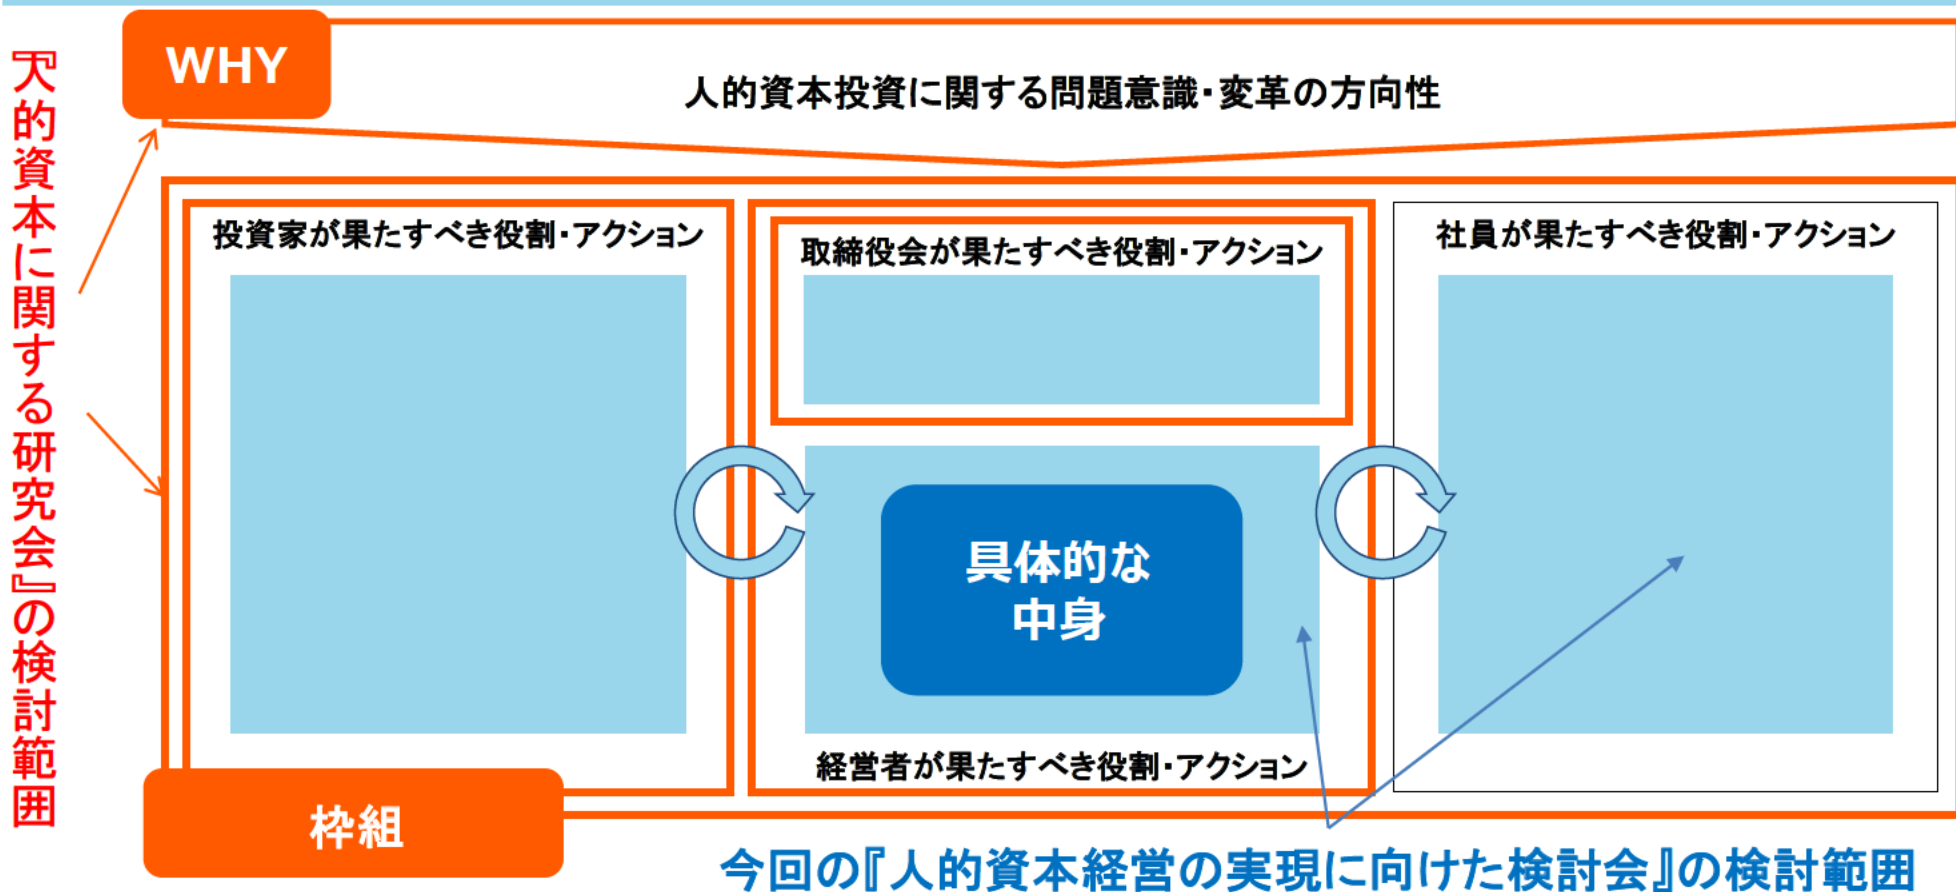 WHY
人的資本投資に関する問題意識・変革の方向性
『人的資本に関する研究会』の検討範囲
投資家が果たすべき役割・アクション
取締役会が果たすべき役割・アクション
社員が果たすべき役割・アクション
具体的な
中身
経営者が果たすべき役割・アクション
枠組
今回の『人的資本経営の実現に向けた検討会』の検討範囲